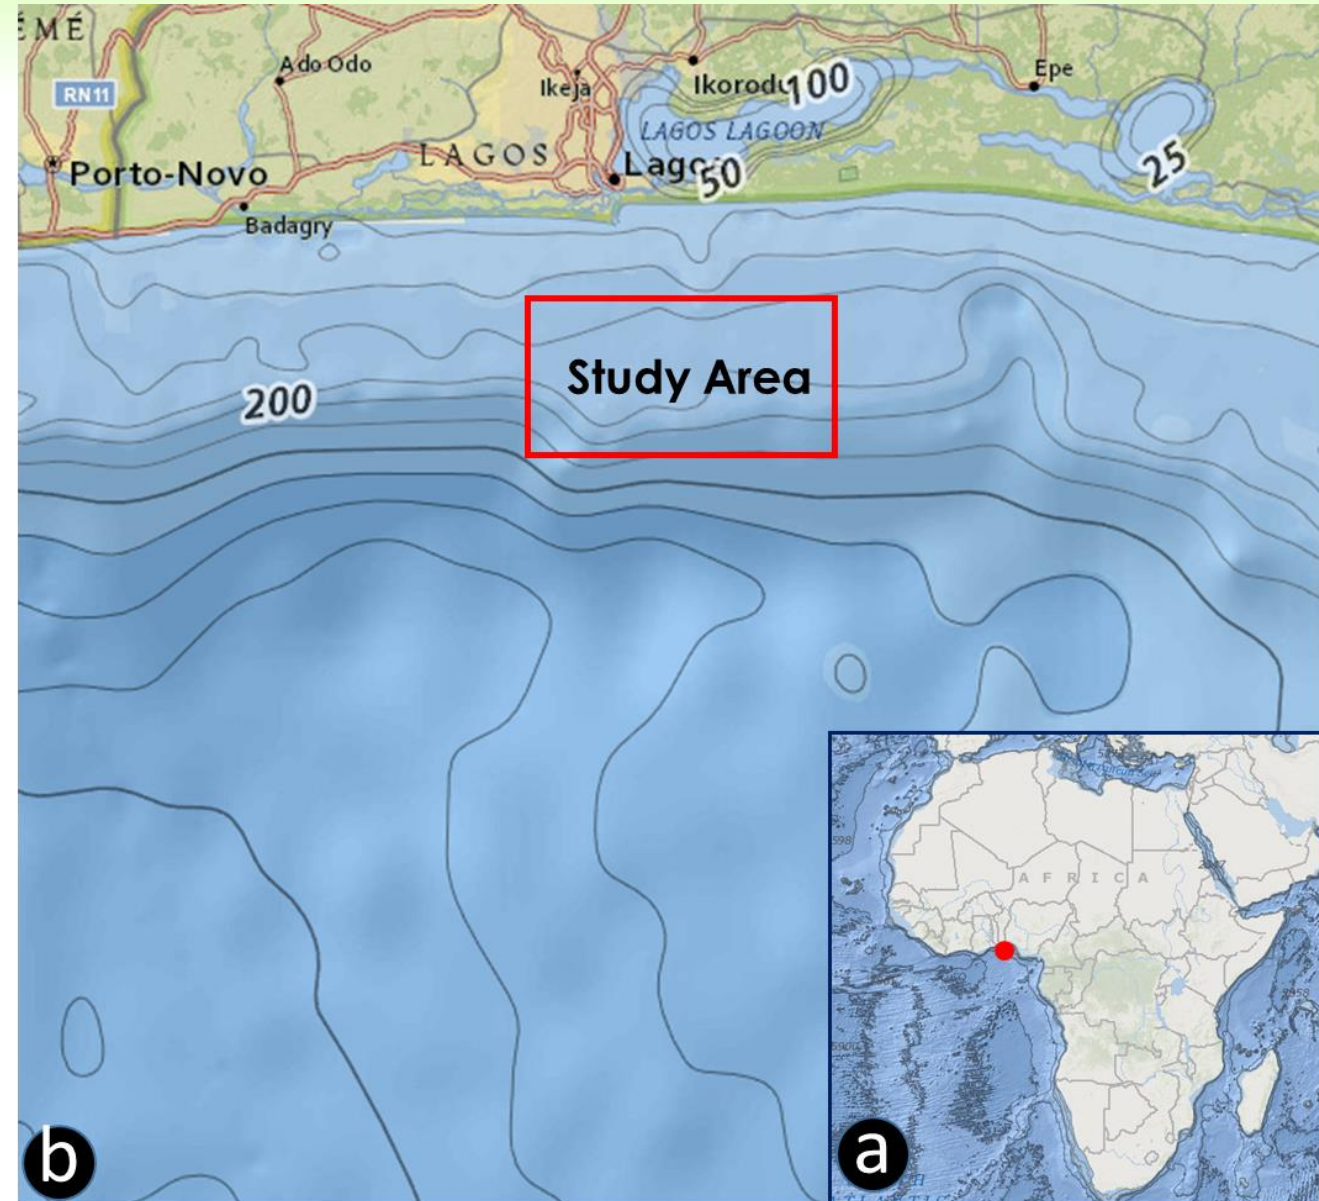 ÉMÉ
RN11
Ado Odo
Ikeja
Ikorodu
100
Epe
LAGOS LAGOON
LAGOS
Lagos
50
25
Porto-Novo
Badagry
Study Area
200
b
AFRICA
a